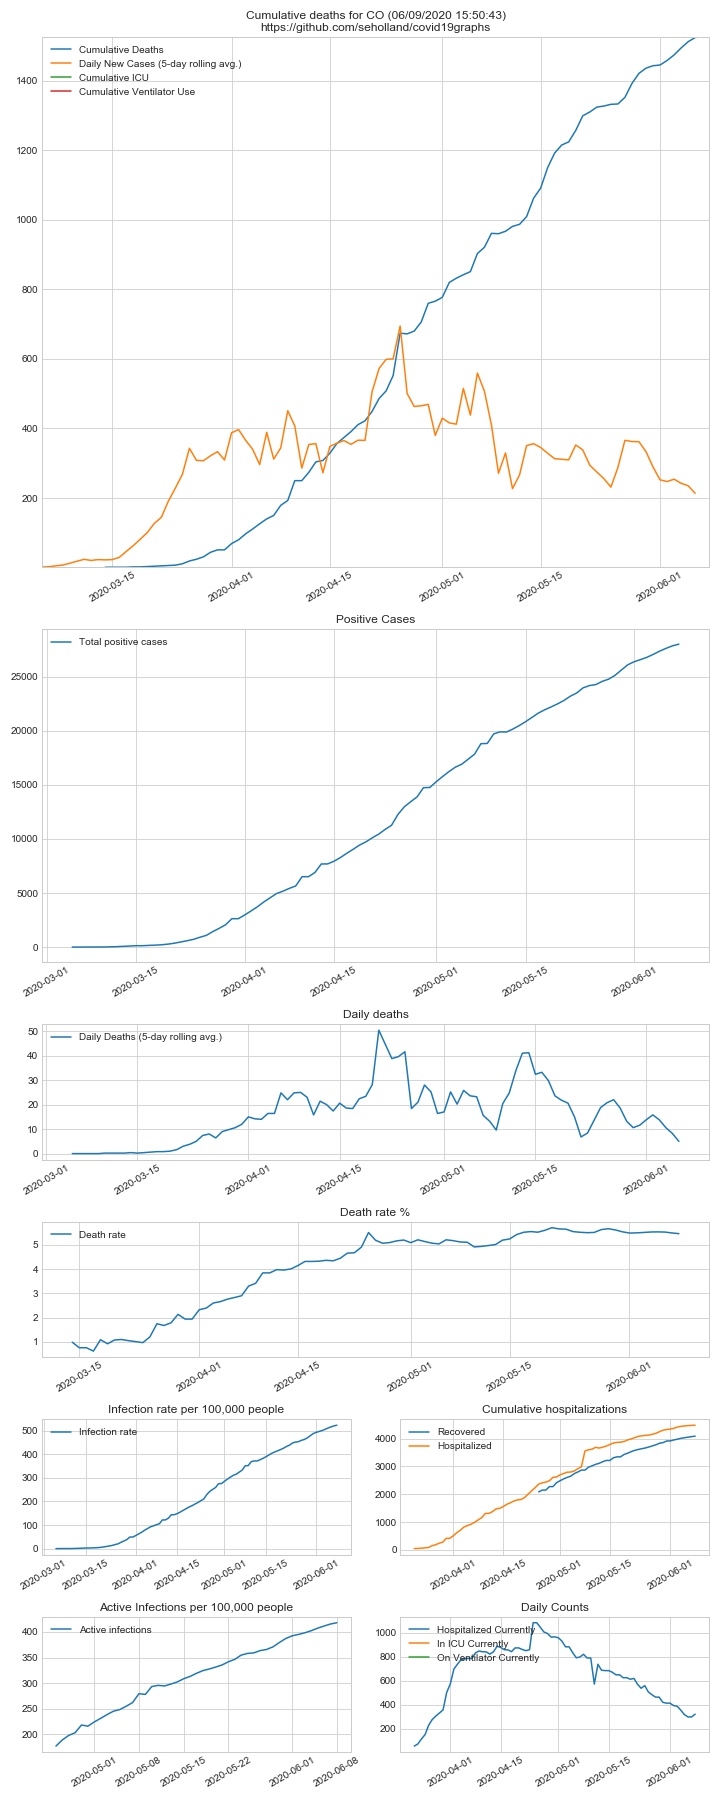 Cumulative deaths for CO (06/09/2020 15:50:43)
https://github.com/seholland/covid19graphs
Cumulative Deaths
Daily New Cases (5-day rolling avg.)
Cumulative ICU
Cumulative Ventilator Use
1400
1200
1000
800
600
400
200
2020-03-15 2020-04-01 2020-04-15 2020-05-01 2020-05-15 2020-06-01
Positive Cases
Total positive cases
25000
20000
15000
10000
5000
0
2020-03-01 2020-03-15 2020-04-01 2020-04-15 2020-05-01 2020-05-15 2020-06-01
Daily deaths
Daily Deaths (5-day rolling avg.)
50
40
30
20
10
0
2020-03-01 2020-03-15 2020-04-01 2020-04-15 2020-05-01 2020-05-15 2020-06-01
Death rate %
Death rate
5
4
3
2
1
2020-03-15 2020-04-01 2020-04-15 2020-05-01 2020-05-15 2020-06-01
Infection rate per 100,000 people
Infection rate
500
400
300
200
100
0
2020-03-01 2020-03-15 2020-04-01 2020-04-15 2020-05-01 2020-05-15 2020-06-01
Cumulative hospitalizations
Recovered
Hospitalized
4000
3000
2000
1000
0
2020-04-01 2020-04-15 2020-05-01 2020-05-15 2020-06-01
Active Infections per 100,000 people
Active infections
400
350
300
250
200
2020-05-01 2020-05-08 2020-05-15 2020-05-22 2020-06-01 2020-06-08
Daily Counts
Hospitalized Currently
In ICU Currently
On Ventilator Currently
1000
800
600
400
200
2020-04-01 2020-04-15 2020-05-01 2020-05-15 2020-06-01